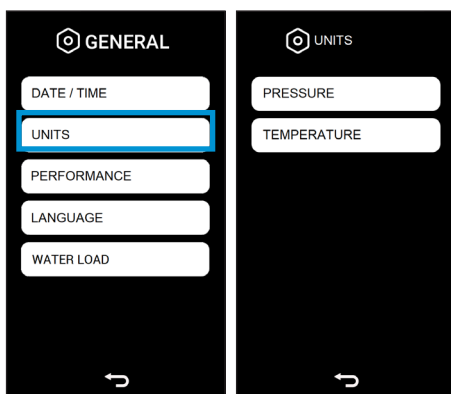 GENERAL
DATE / TIME
UNITS
PERFORMANCE
LANGUAGE
WATER LOAD
UNITS
PRESSURE
TEMPERATURE